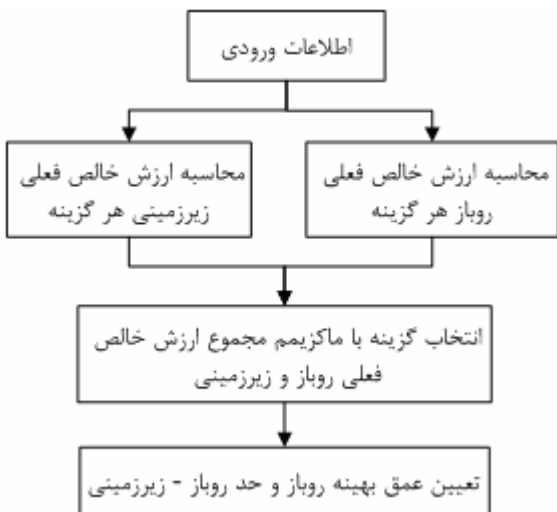 اطلاعات ورودی
محاسبه ارزش خالص فعلی
روباز هر گزینه
محاسبه ارزش خالص فعلی
زیرزمینی هر گزینه
انتخاب گزینه با ماکزیمم مجموع ارزش خالص
فعلی روباز و زیرزمینی
تعیین عمق بهینه روباز و حد روباز - زیرزمینی